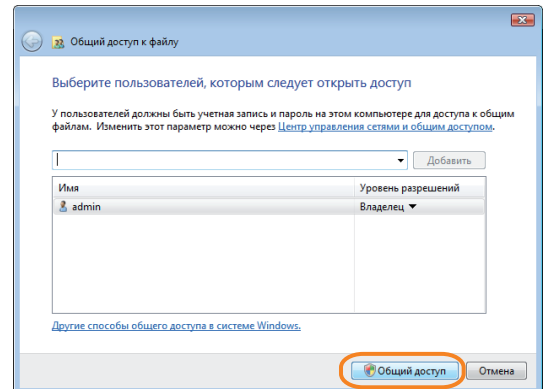 Общий доступ к файлу
Выберите пользователей, которым следует открыть доступ
У пользователей должны быть учетная запись и пароль на этом компьютере для доступа к общим
файлам. Изменить этот параметр можно через Центр управления сетями и общим доступом.
Добавить
Имя Уровень разрешений
admin Владелец
Другие способы общего доступа в системе Windows.
Общий доступ Отмена